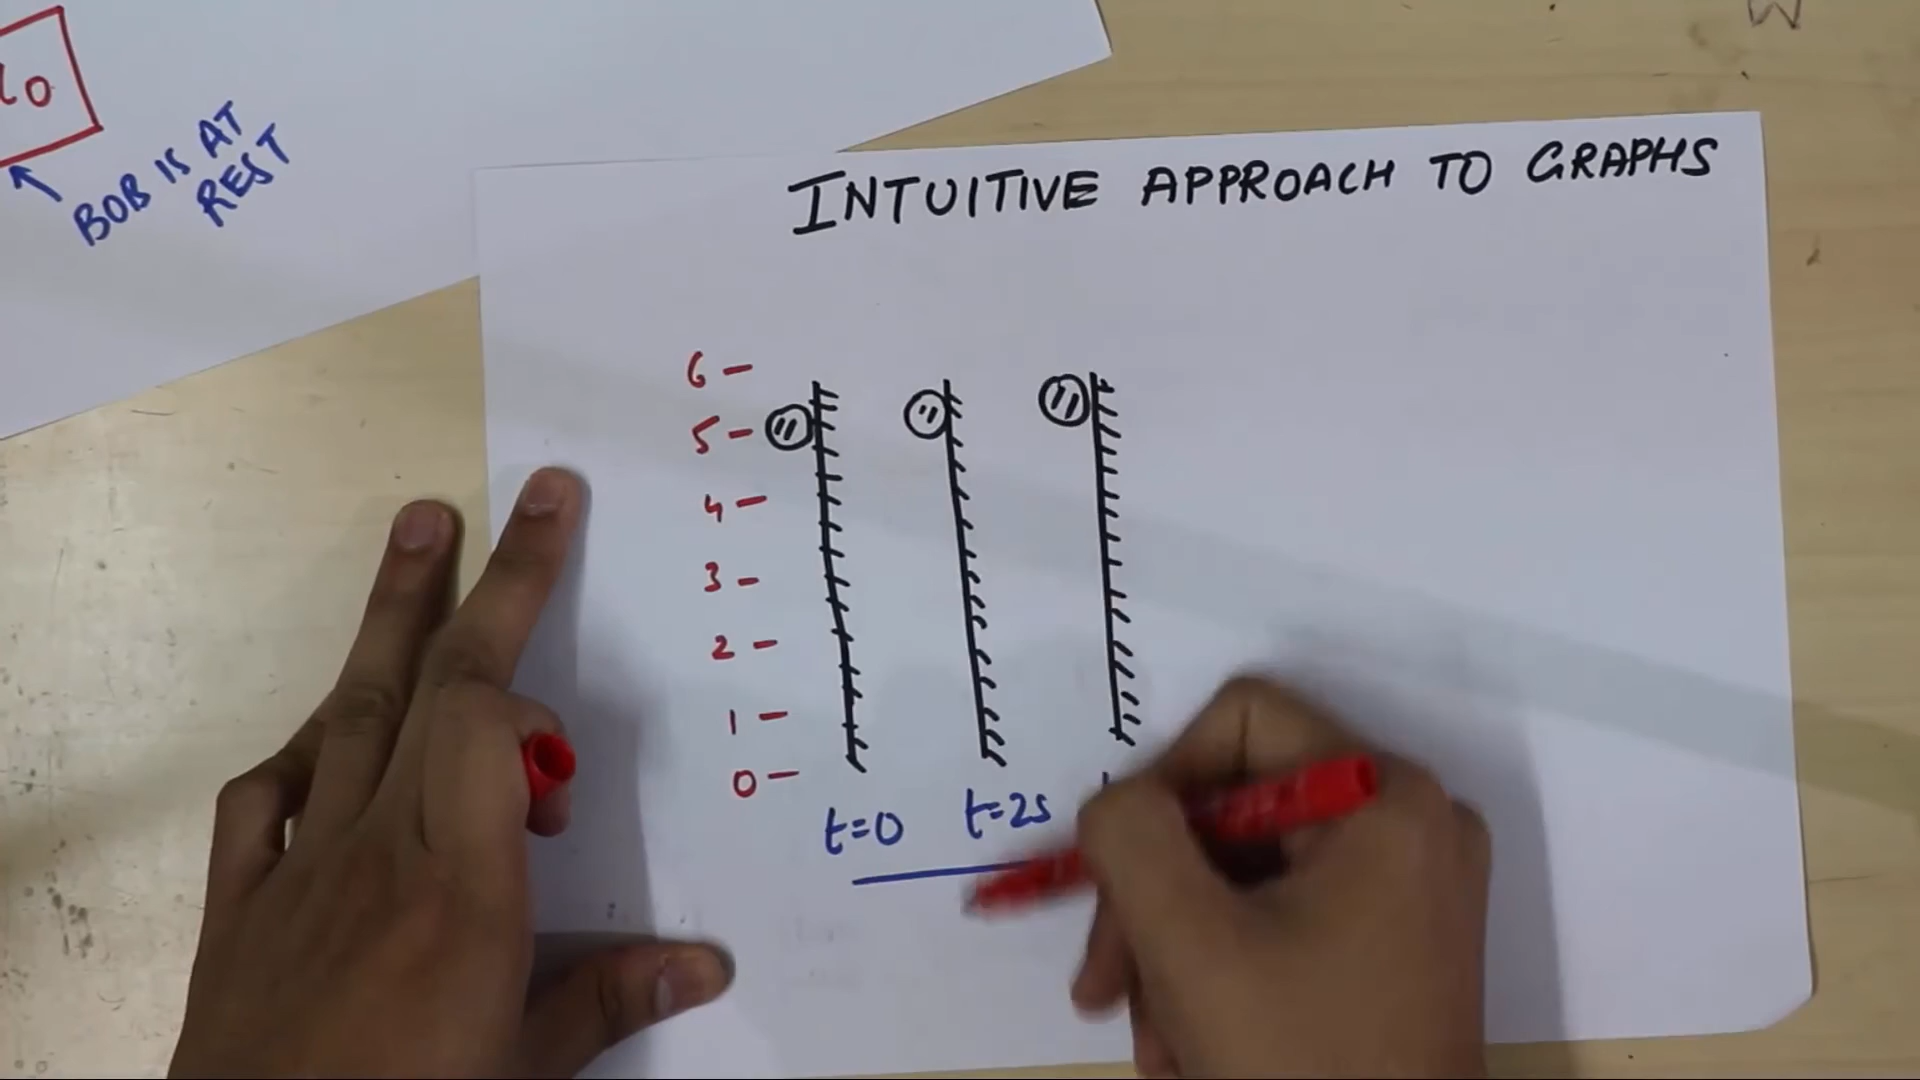 BOB IS AT
REST
INTUITIVE APPROACH TO GRAPHS
6 -
5 -
4 -
3 -
2 -
1 -
0 -
t=0 t=2s